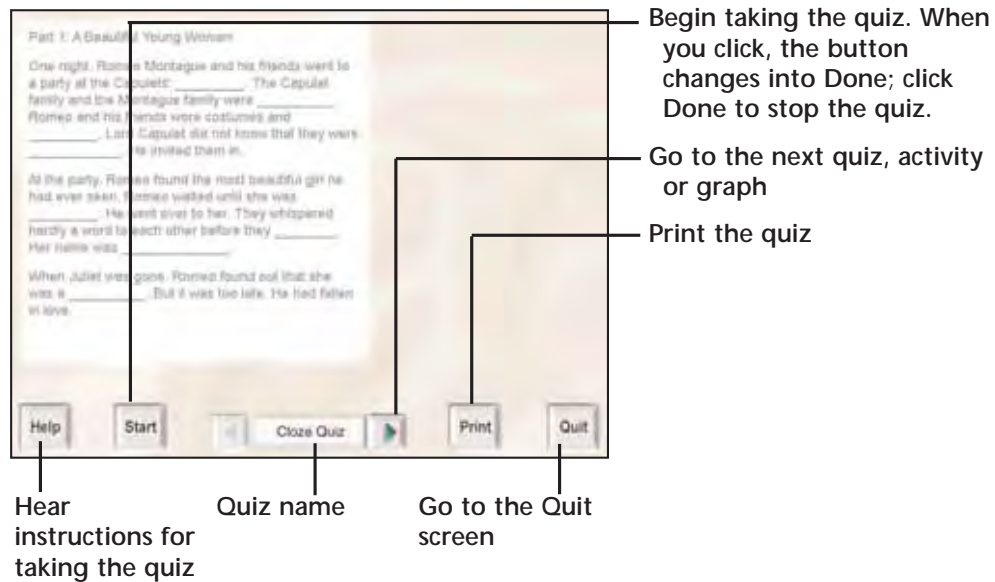 Part 1: A Beautiful Young Woman
One night, Romeo Montague and his friends went to
a party at the Capulets' __________. The Capulet
family and the Montague family were __________.
Romeo and his friends wore costumes and
__________. Lord Capulet did not know that they were
__________. He invited them in.
At the party, Romeo found the most beautiful girl he
had ever seen. Romeo waited until she was
__________. He went over to her. They whispered
hardly a word to each other before they __________.
Her name was __________.
When Juliet was gone, Romeo found out that she
was a __________. But it was too late. He had fallen
in love.
Begin taking the quiz. When
you click, the button
changes into Done; click
Done to stop the quiz.
Go to the next quiz, activity
or graph
Print the quiz
Help
Start
Cloze Quiz
Print
Quit
Hear
instructions for
taking the quiz
Quiz name
Go to the Quit
screen